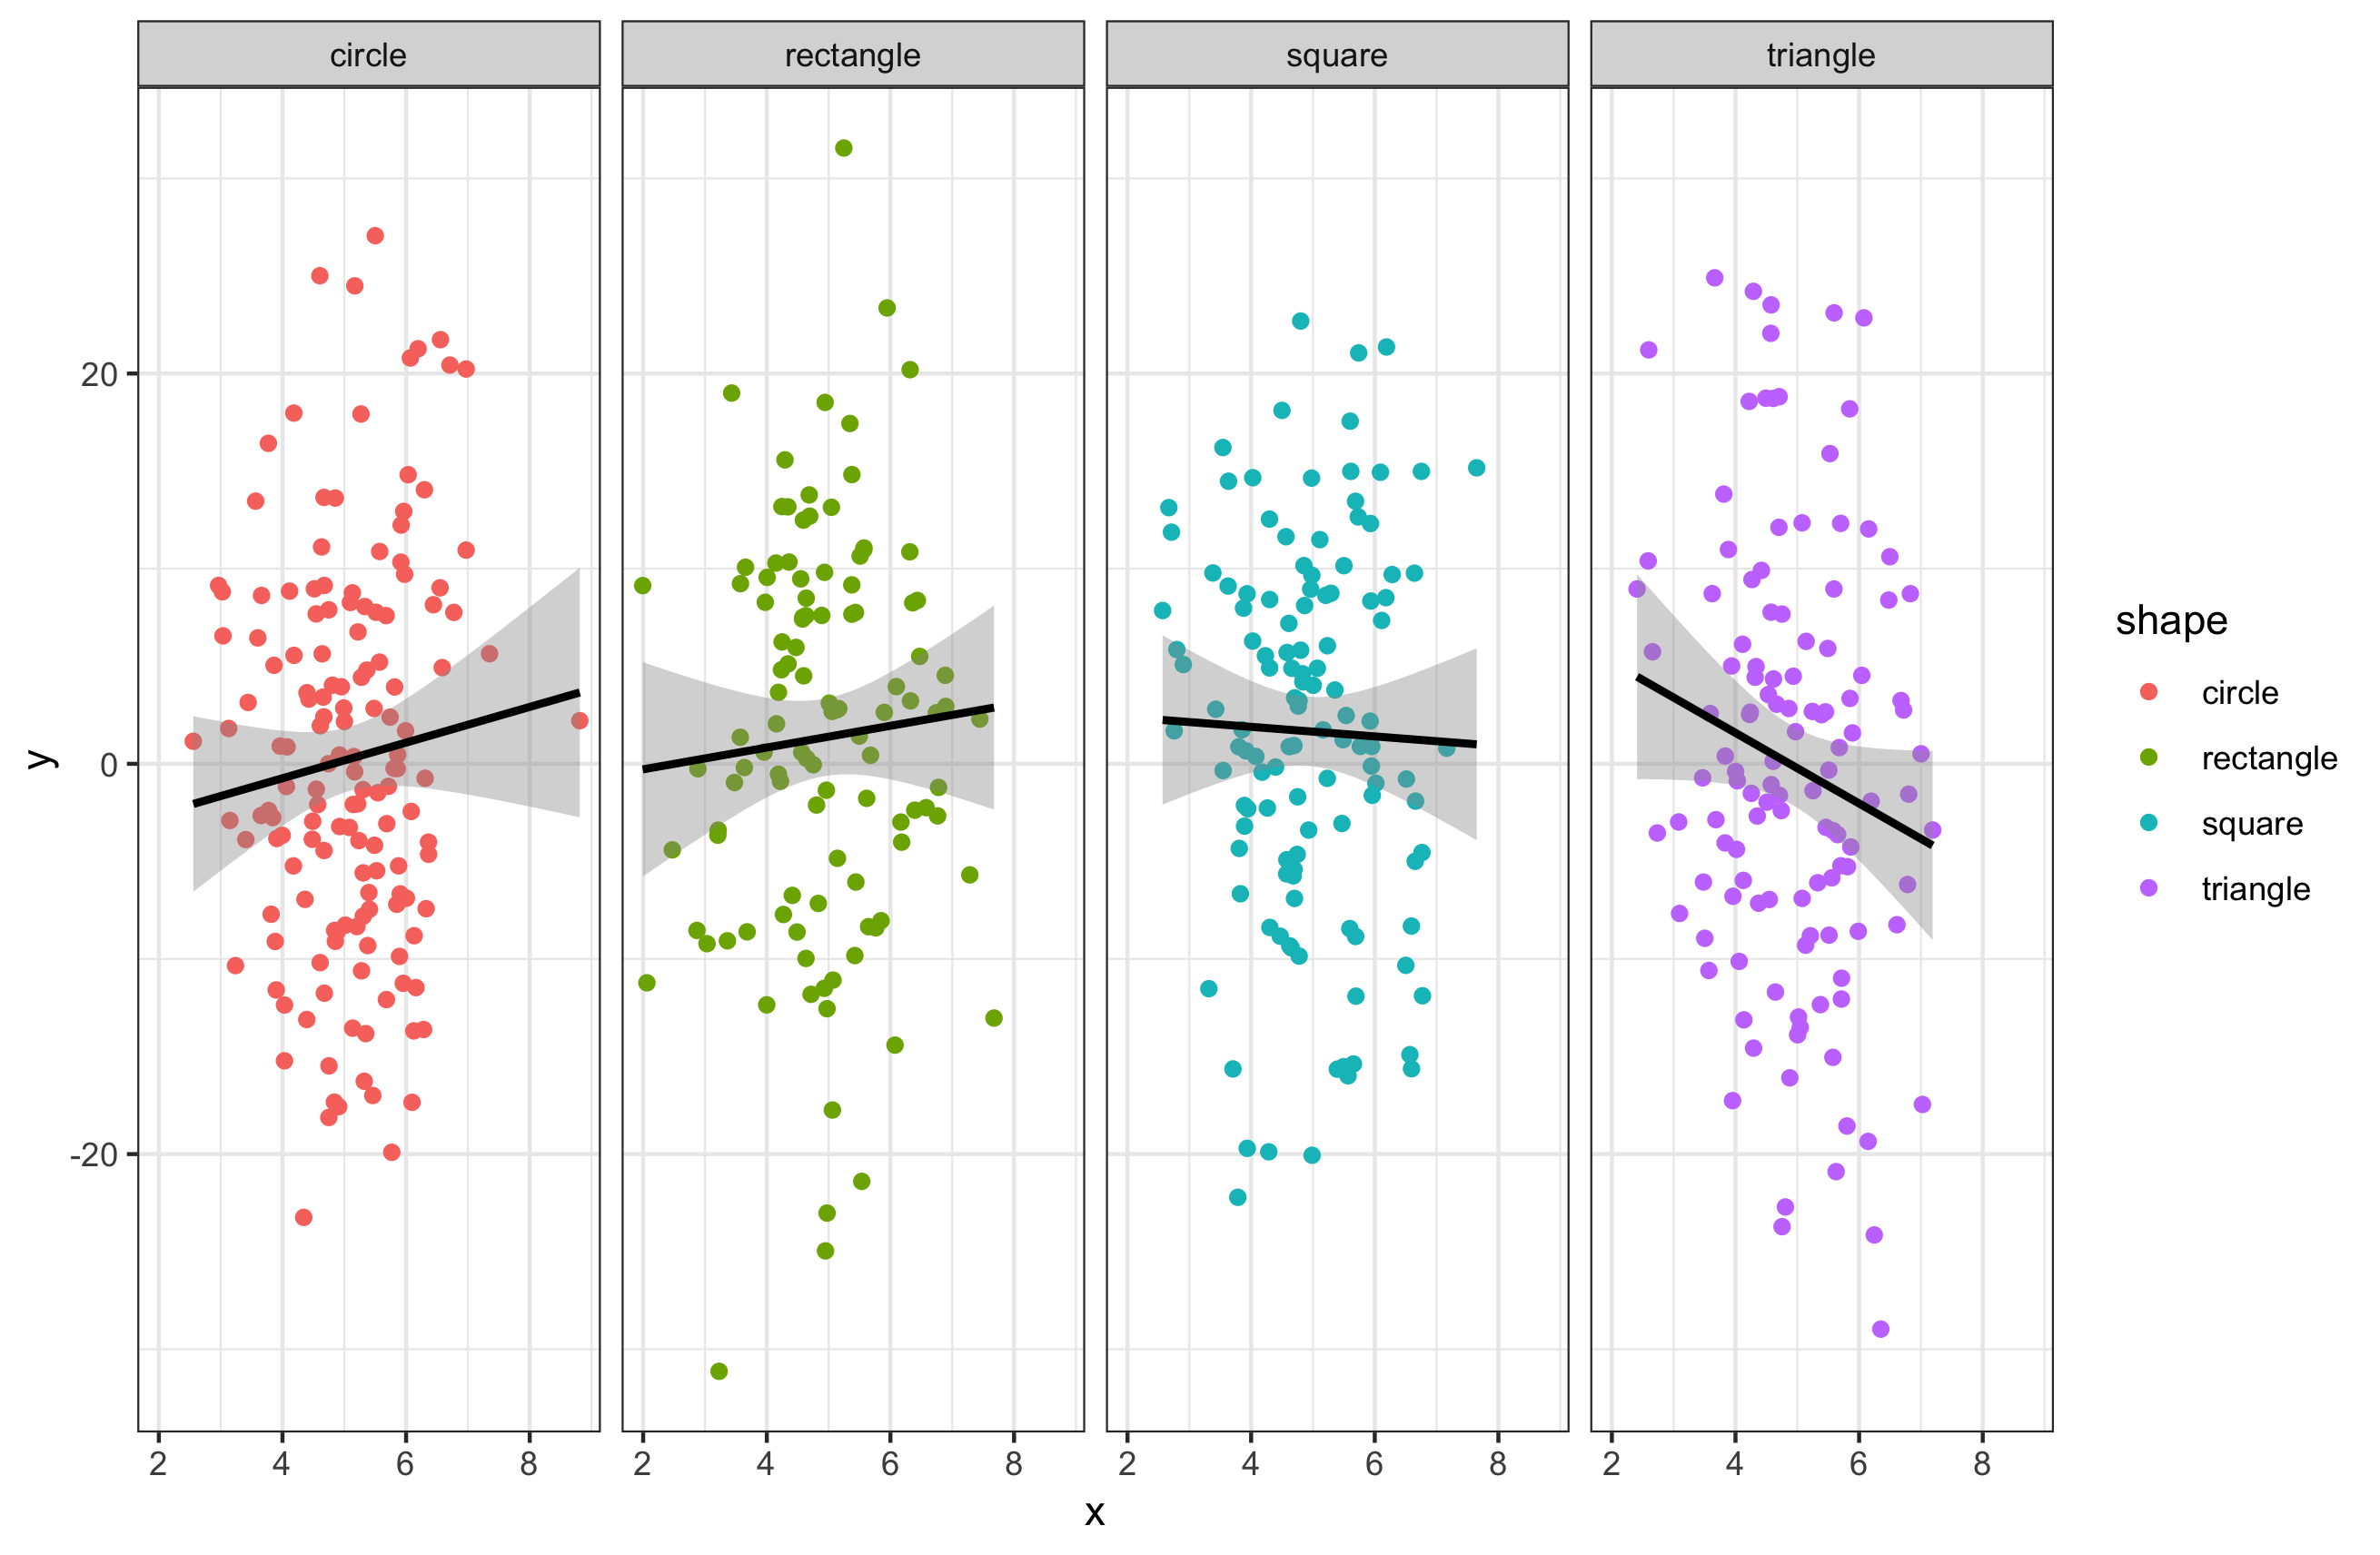 circle rectangle square triangle
20
0
-20
y
2 4 6 8 2 4 6 8 2 4 6 8 2 4 6 8
x
shape
circle
rectangle
square
triangle